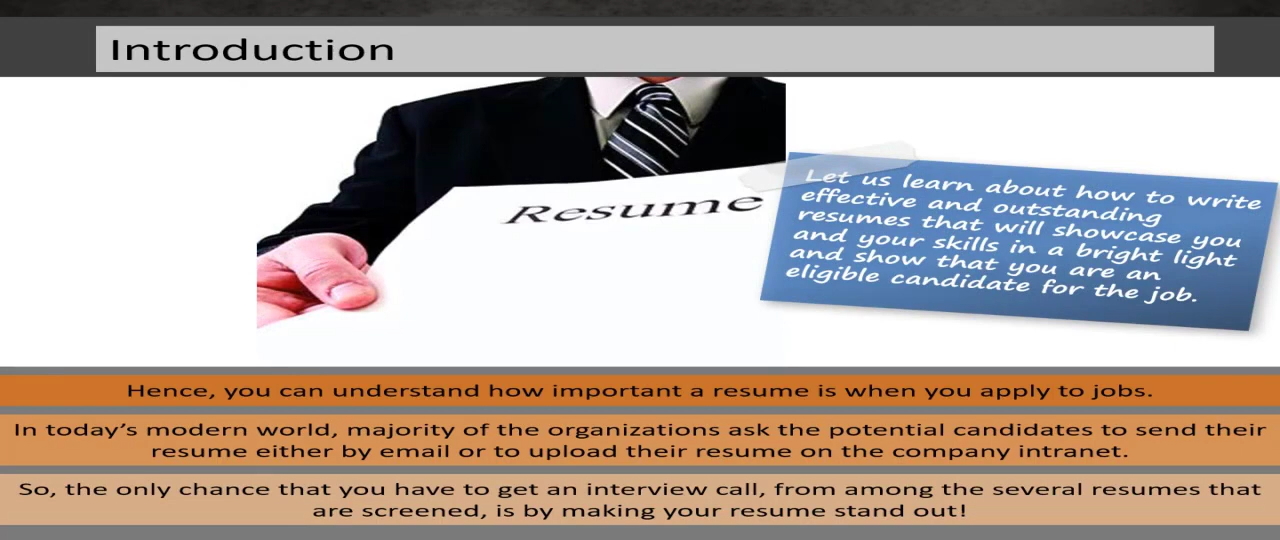 Introduction
Resume
Let us learn about how to write
effective and outstanding
resumes that will showcase you
and your skills in a bright light
and show that you are an
eligible candidate for the job.
Hence, you can understand how important a resume is when you apply to jobs.
In today’s modern world, majority of the organizations ask the potential candidates to send their
resume either by email or to upload their resume on the company intranet.
So, the only chance that you have to get an interview call, from among the several resumes that
are screened, is by making your resume stand out!